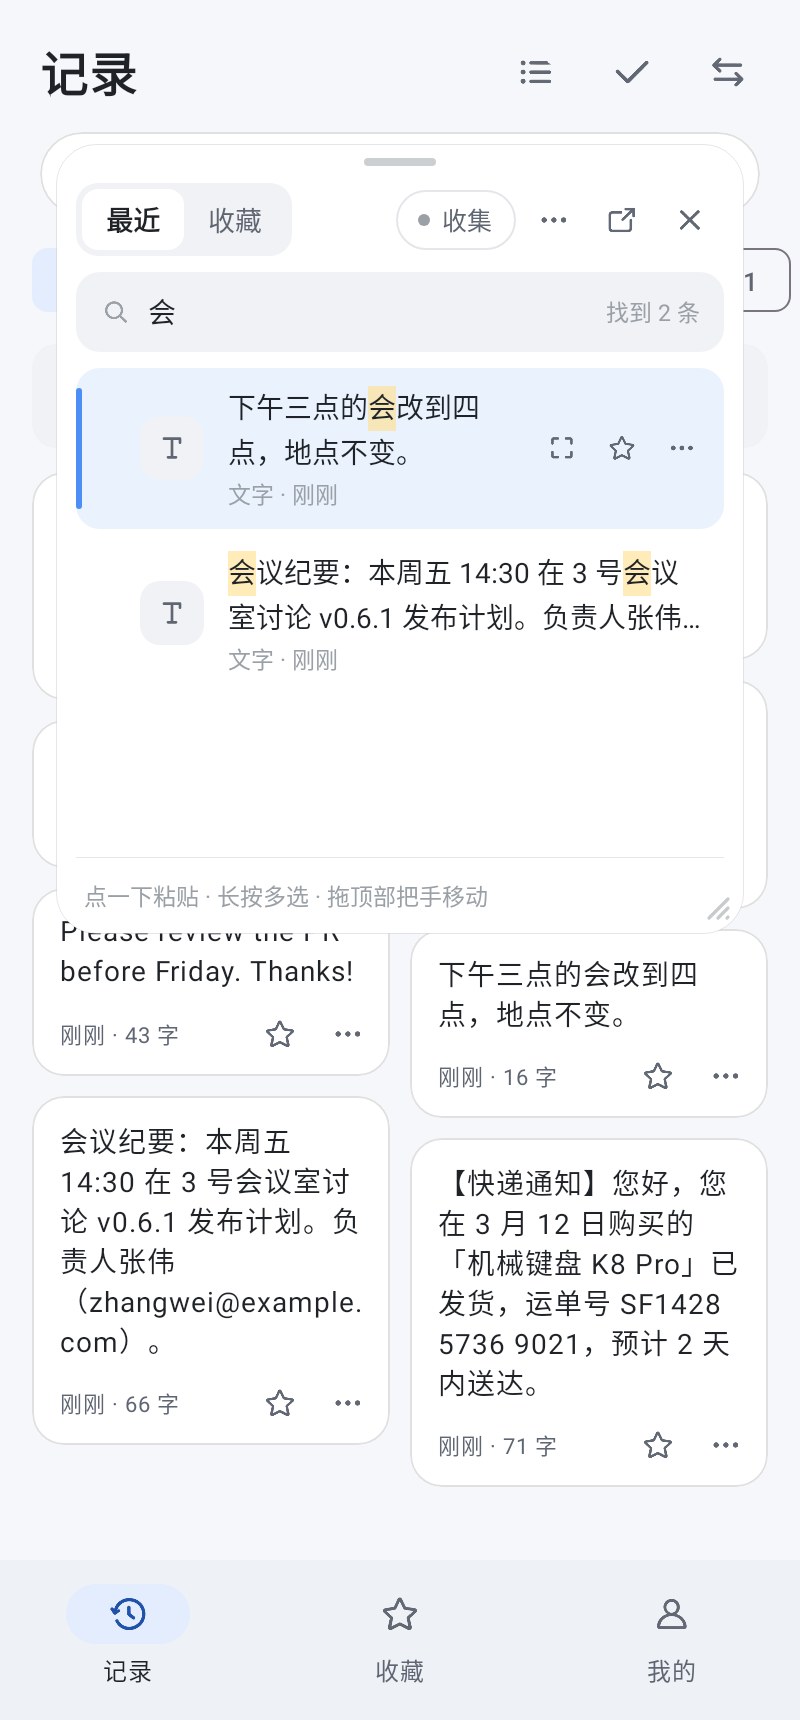 记录
最近
收藏
收集
1
会
找到 2 条
下午三点的会改到四
点，地点不变。
文字 · 刚刚
会议纪要：本周五 14:30 在 3 号会议
室讨论 v0.6.1 发布计划。负责人张伟…
文字 · 刚刚
点一下粘贴 · 长按多选 · 拖顶部把手移动
Please review the PR
before Friday. Thanks!
刚刚 · 43 字
下午三点的会改到四
点，地点不变。
刚刚 · 16 字
会议纪要：本周五
14:30 在 3 号会议室讨
论 v0.6.1 发布计划。负
责人张伟
（zhangwei@example.
com）。
刚刚 · 66 字
【快递通知】您好，您
在 3 月 12 日购买的
「机械键盘 K8 Pro」已
发货，运单号 SF1428
5736 9021，预计 2 天
内送达。
刚刚 · 71 字
记录
收藏
我的